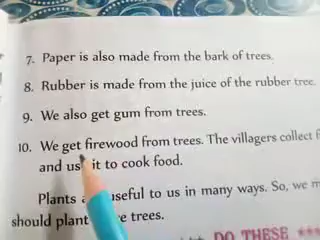 7. Paper is also made from the bark of trees.
8. Rubber is made from the juice of the rubber tree.
9. We also get gum from trees.
10. We get firewood from trees. The villagers collect
and us it to cook food.
Plants useful to us in many ways. So, we
should plant trees.
*** DO THESE ***